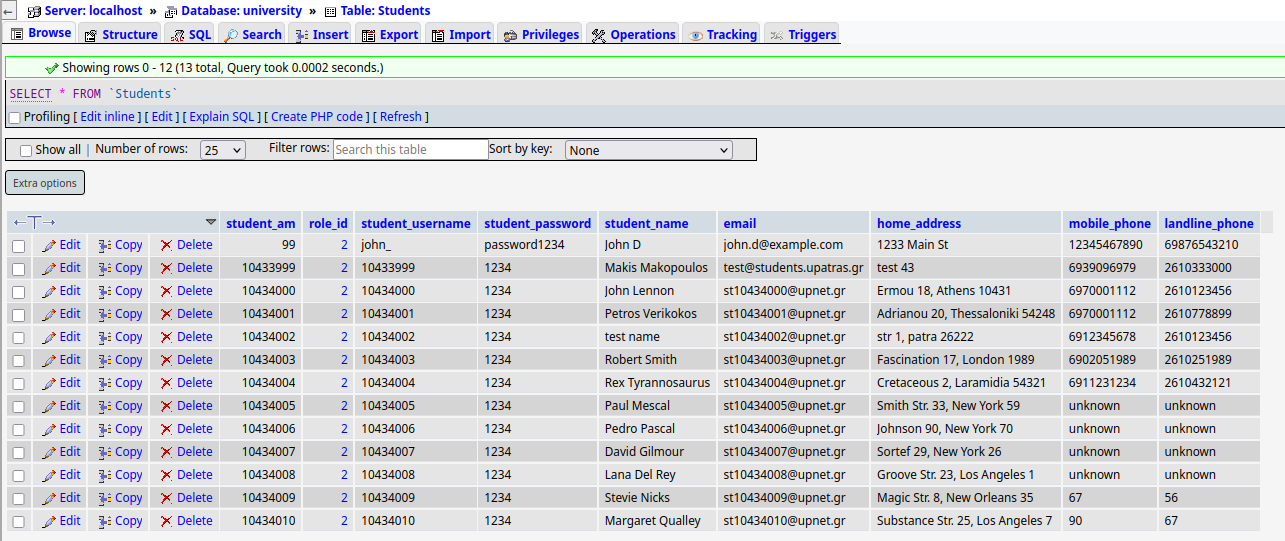 ← Server: localhost » Database: university » Table: Students
Browse Structure SQL Search Insert Export Import Privileges Operations Tracking Triggers
Showing rows 0 - 12 (13 total, Query took 0.0002 seconds.)
SELECT * FROM `Students`
Profiling [ Edit inline ] [ Edit ] [ Explain SQL ] [ Create PHP code ] [ Refresh ]
Show all | Number of rows: 25 Filter rows: Search this table Sort by key: None
Extra options
←T→ student_am role_id student_username student_password student_name email home_address mobile_phone landline_phone
Edit Copy Delete 99 2 john_ password1234 John D john.d@example.com 1233 Main St 12345467890 69876543210
Edit Copy Delete 10433999 2 10433999 1234 Makis Makopoulos test@students.upatras.gr test 43 6939096979 2610333000
Edit Copy Delete 10434000 2 10434000 1234 John Lennon st10434000@upnet.gr Ermou 18, Athens 10431 6970001112 2610123456
Edit Copy Delete 10434001 2 10434001 1234 Petros Verikokos st10434001@upnet.gr Adrianou 20, Thessaloniki 54248 6970001112 2610778899
Edit Copy Delete 10434002 2 10434002 1234 test name st10434002@upnet.gr str 1, patra 26222 6912345678 2610123456
Edit Copy Delete 10434003 2 10434003 1234 Robert Smith st10434003@upnet.gr Fascination 17, London 1989 6902051989 2610251989
Edit Copy Delete 10434004 2 10434004 1234 Rex Tyrannosaurus st10434004@upnet.gr Cretaceous 2, Laramidia 54321 6911231234 2610432121
Edit Copy Delete 10434005 2 10434005 1234 Paul Mescal st10434005@upnet.gr Smith Str. 33, New York 59 unknown unknown
Edit Copy Delete 10434006 2 10434006 1234 Pedro Pascal st10434006@upnet.gr Johnson 90, New York 70 unknown unknown
Edit Copy Delete 10434007 2 10434007 1234 David Gilmour st10434007@upnet.gr Sortef 29, New York 26 unknown unknown
Edit Copy Delete 10434008 2 10434008 1234 Lana Del Rey st10434008@upnet.gr Groove Str. 23, Los Angeles 1 unknown unknown
Edit Copy Delete 10434009 2 10434009 1234 Stevie Nicks st10434009@upnet.gr Magic Str. 8, New Orleans 35 67 56
Edit Copy Delete 10434010 2 10434010 1234 Margaret Qualley st10434010@upnet.gr Substance Str. 25, Los Angeles 7 90 67